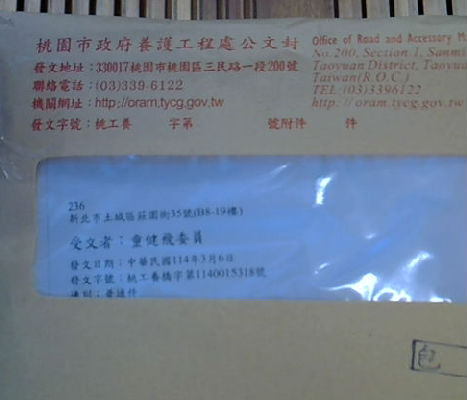 桃園市政府養護工程處公文封
發文地址：330017桃園市桃園區三民路一段200號
聯絡電話：(03)339-6122
機關網址：http://oram.tycg.gov.tw
發文字號：桃工養　　　字第　　　　　　號附件　　　件
Office of Road and Accessory M
No. 200, Section 1, Sanmi
Taoyuan District, Taoyua
Taiwan(R.O.C.)
TEL:(03)3396122
http://oram.tycg.gov.tw
236
新北市土城區莊園街35號(B8-19樓)
受文者：童健飛委員
發文日期：中華民國114年3月6日
發文字號：桃工養橋字第1140015318號
速別：普通件
包